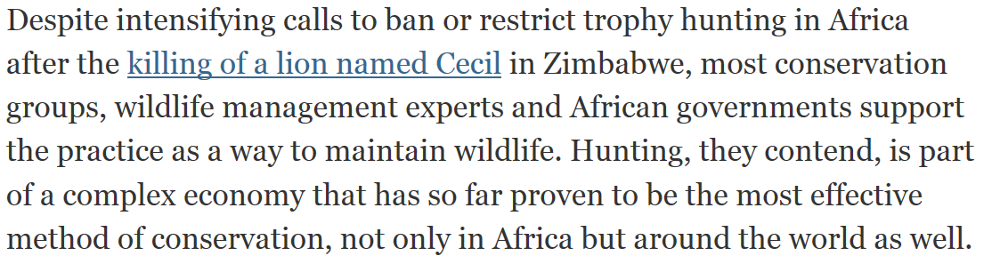 Despite intensifying calls to ban or restrict trophy hunting in Africa
after the killing of a lion named Cecil in Zimbabwe, most conservation
groups, wildlife management experts and African governments support
the practice as a way to maintain wildlife. Hunting, they contend, is part
of a complex economy that has so far proven to be the most effective
method of conservation, not only in Africa but around the world as well.